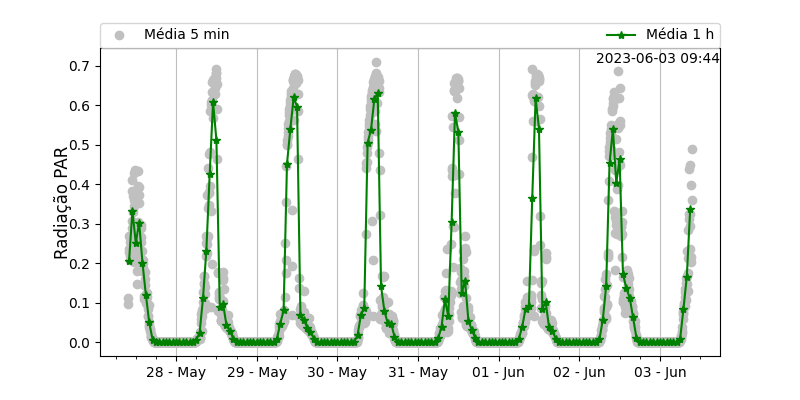 Média 5 min
Média 1 h
2023-06-03 09:44
0.7
0.6
0.5
0.4
0.3
0.2
0.1
0.0
Radiação PAR
28 - May
29 - May
30 - May
31 - May
01 - Jun
02 - Jun
03 - Jun